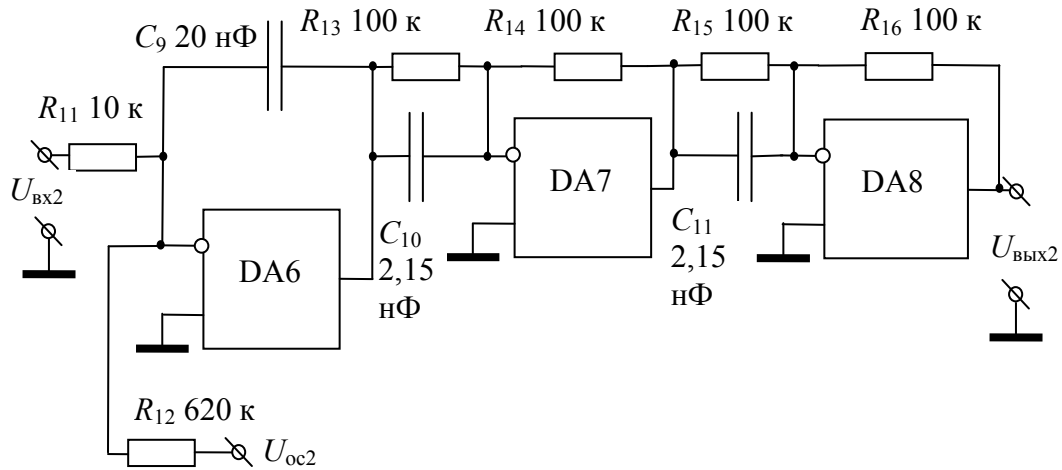 C9 20 нФ
R13 100 к
R14 100 к
R15 100 к
R16 100 к
R11 10 к
Uвх2
DA6
C10
2,15
нФ
DA7
C11
2,15
нФ
DA8
Uвых2
R12 620 к
Uос2